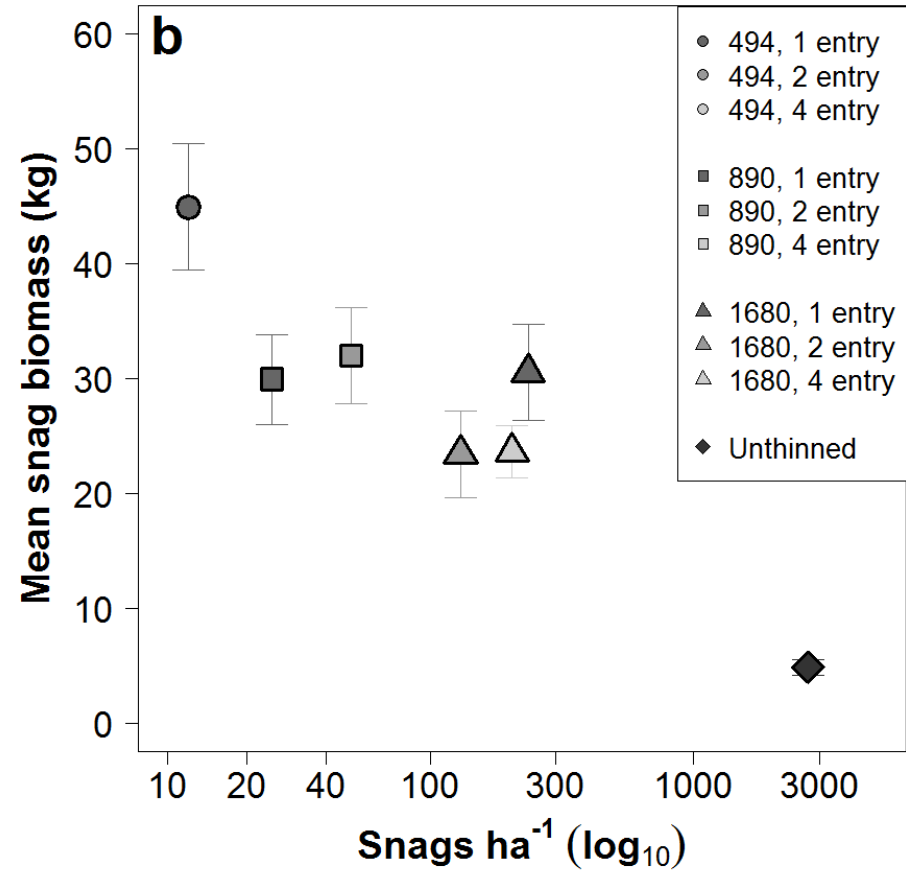 b
60
50
40
30
20
10
0
Mean snag biomass (kg)
10 20 40 100 300 1000 3000
Snags ha⁻¹ (log₁₀)
494, 1 entry
494, 2 entry
494, 4 entry
890, 1 entry
890, 2 entry
890, 4 entry
1680, 1 entry
1680, 2 entry
1680, 4 entry
Unthinned